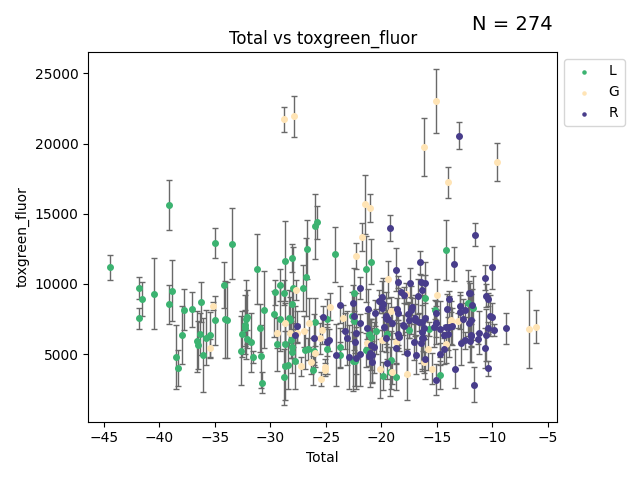 N = 274
Total vs toxgreen_fluor
25000
20000
15000
10000
5000
toxgreen_fluor
−45 −40 −35 −30 −25 −20 −15 −10 −5
Total
L
G
R